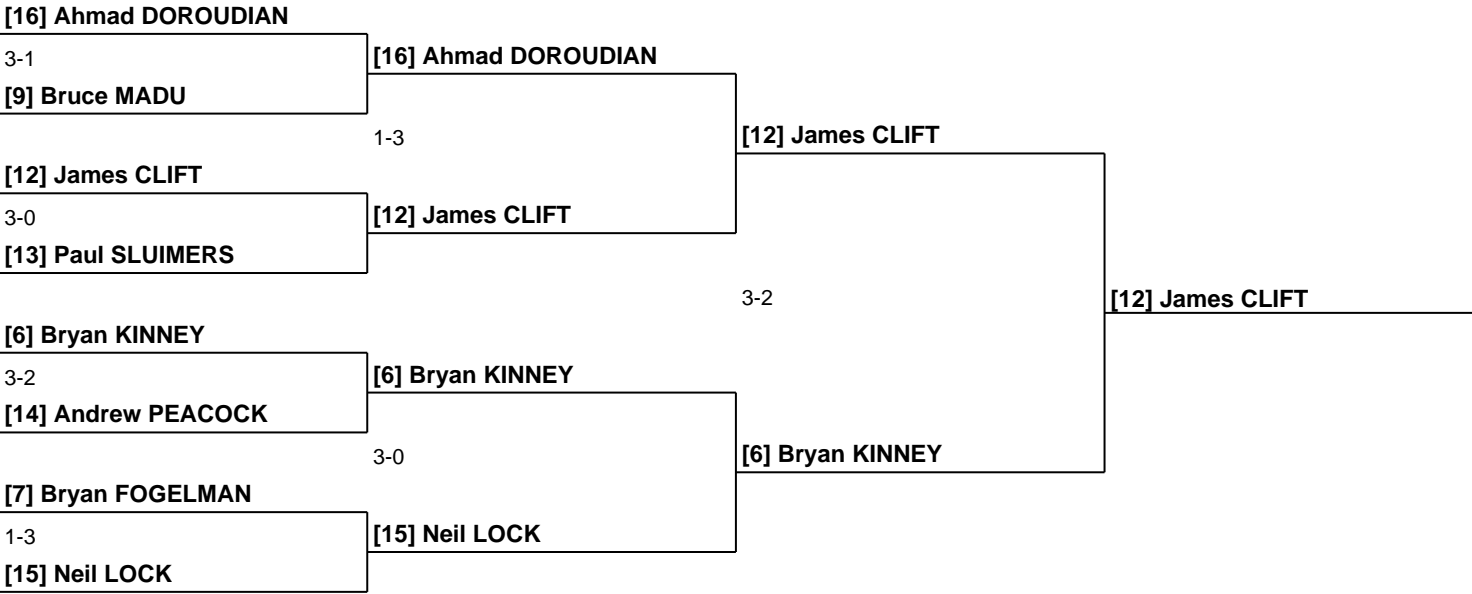 [16] Ahmad DOROUDIAN
3-1
[16] Ahmad DOROUDIAN
[9] Bruce MADU
1-3
[12] James CLIFT
[12] James CLIFT
3-0
[12] James CLIFT
[13] Paul SLUIMERS
3-2
[12] James CLIFT
[6] Bryan KINNEY
3-2
[6] Bryan KINNEY
[14] Andrew PEACOCK
3-0
[6] Bryan KINNEY
[7] Bryan FOGELMAN
1-3
[15] Neil LOCK
[15] Neil LOCK